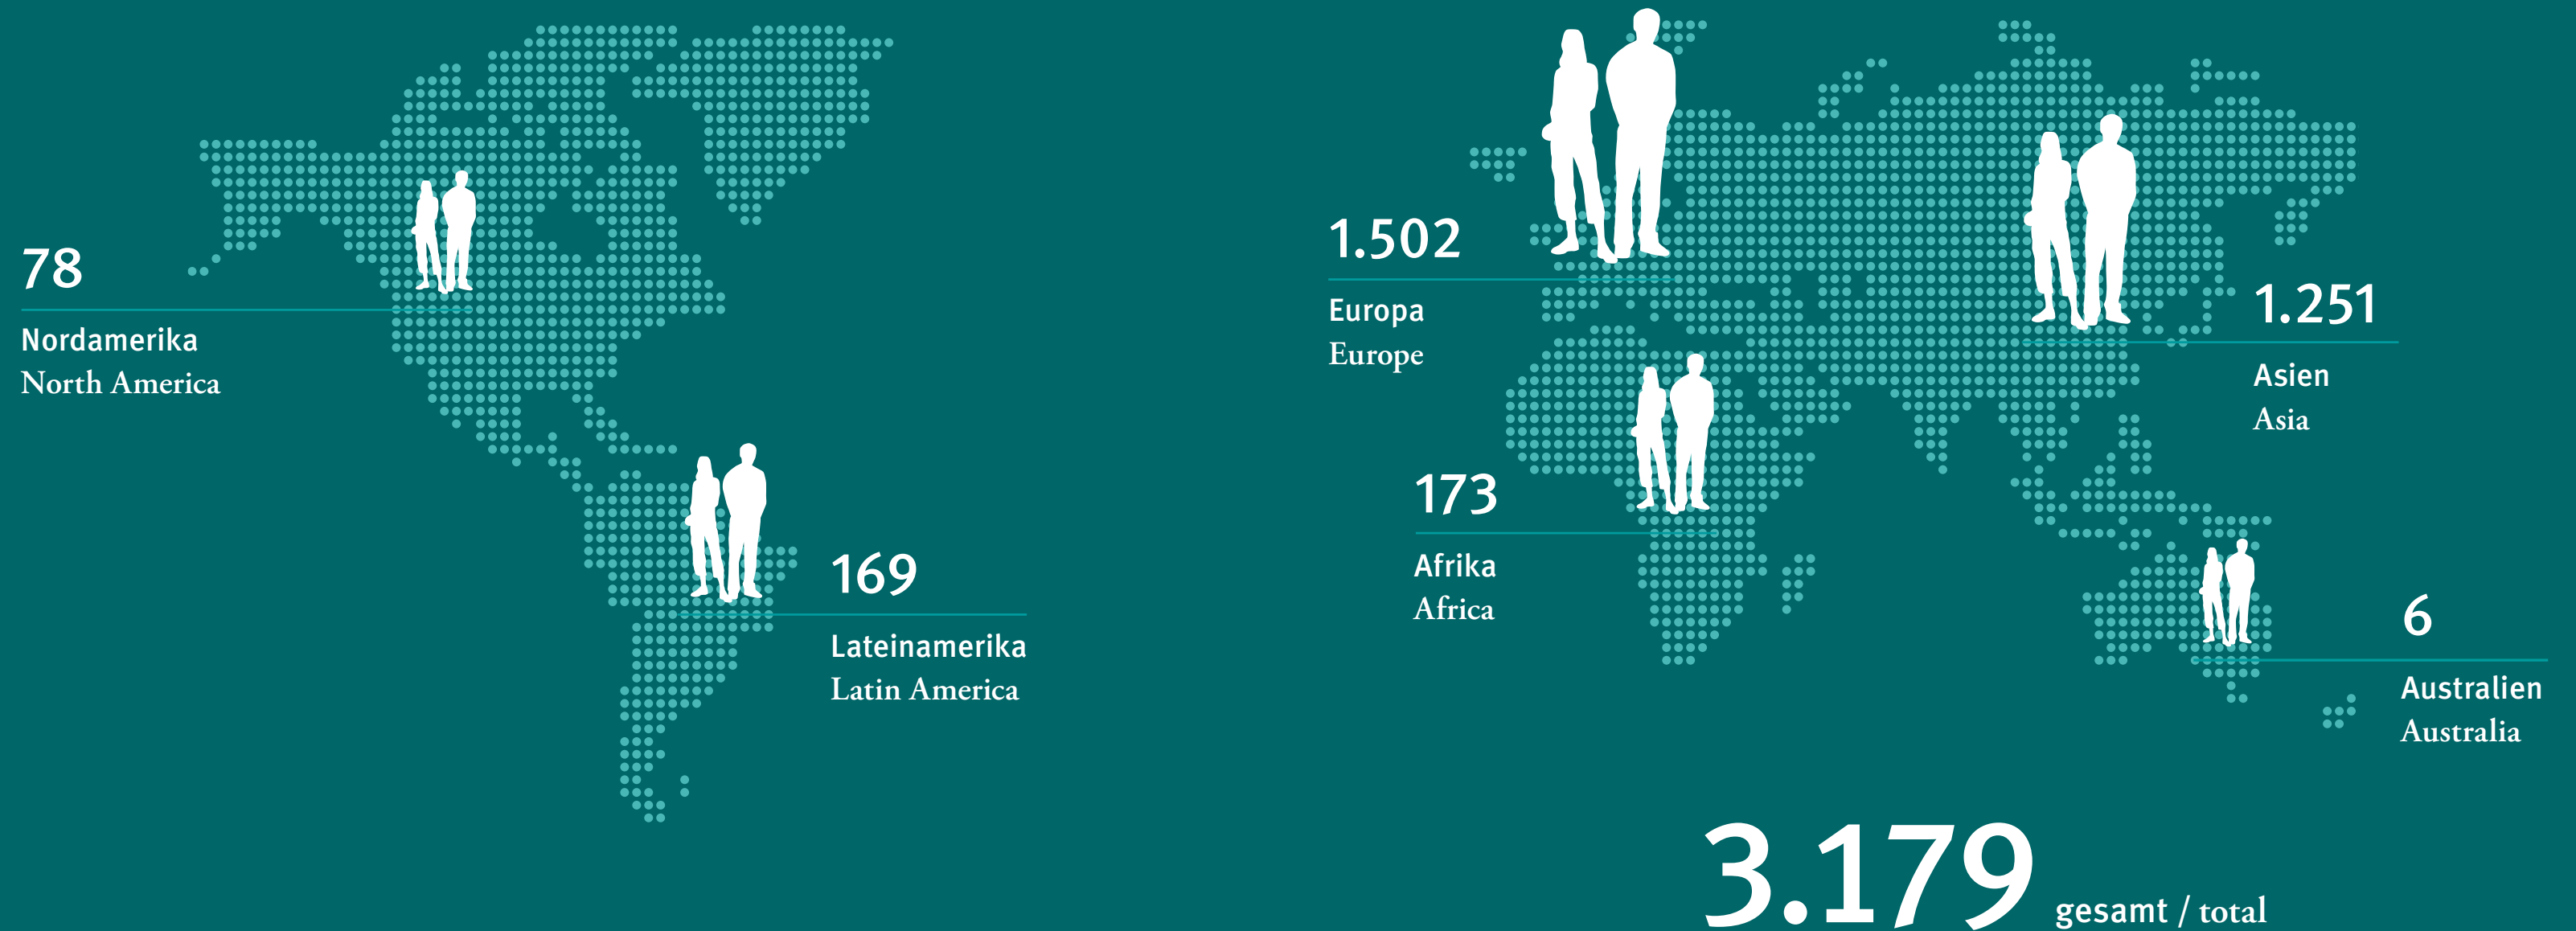 78
Nordamerika
North America
169
Lateinamerika
Latin America
1.502
Europa
Europe
1.251
Asien
Asia
173
Afrika
Africa
6
Australien
Australia
3.179 gesamt / total